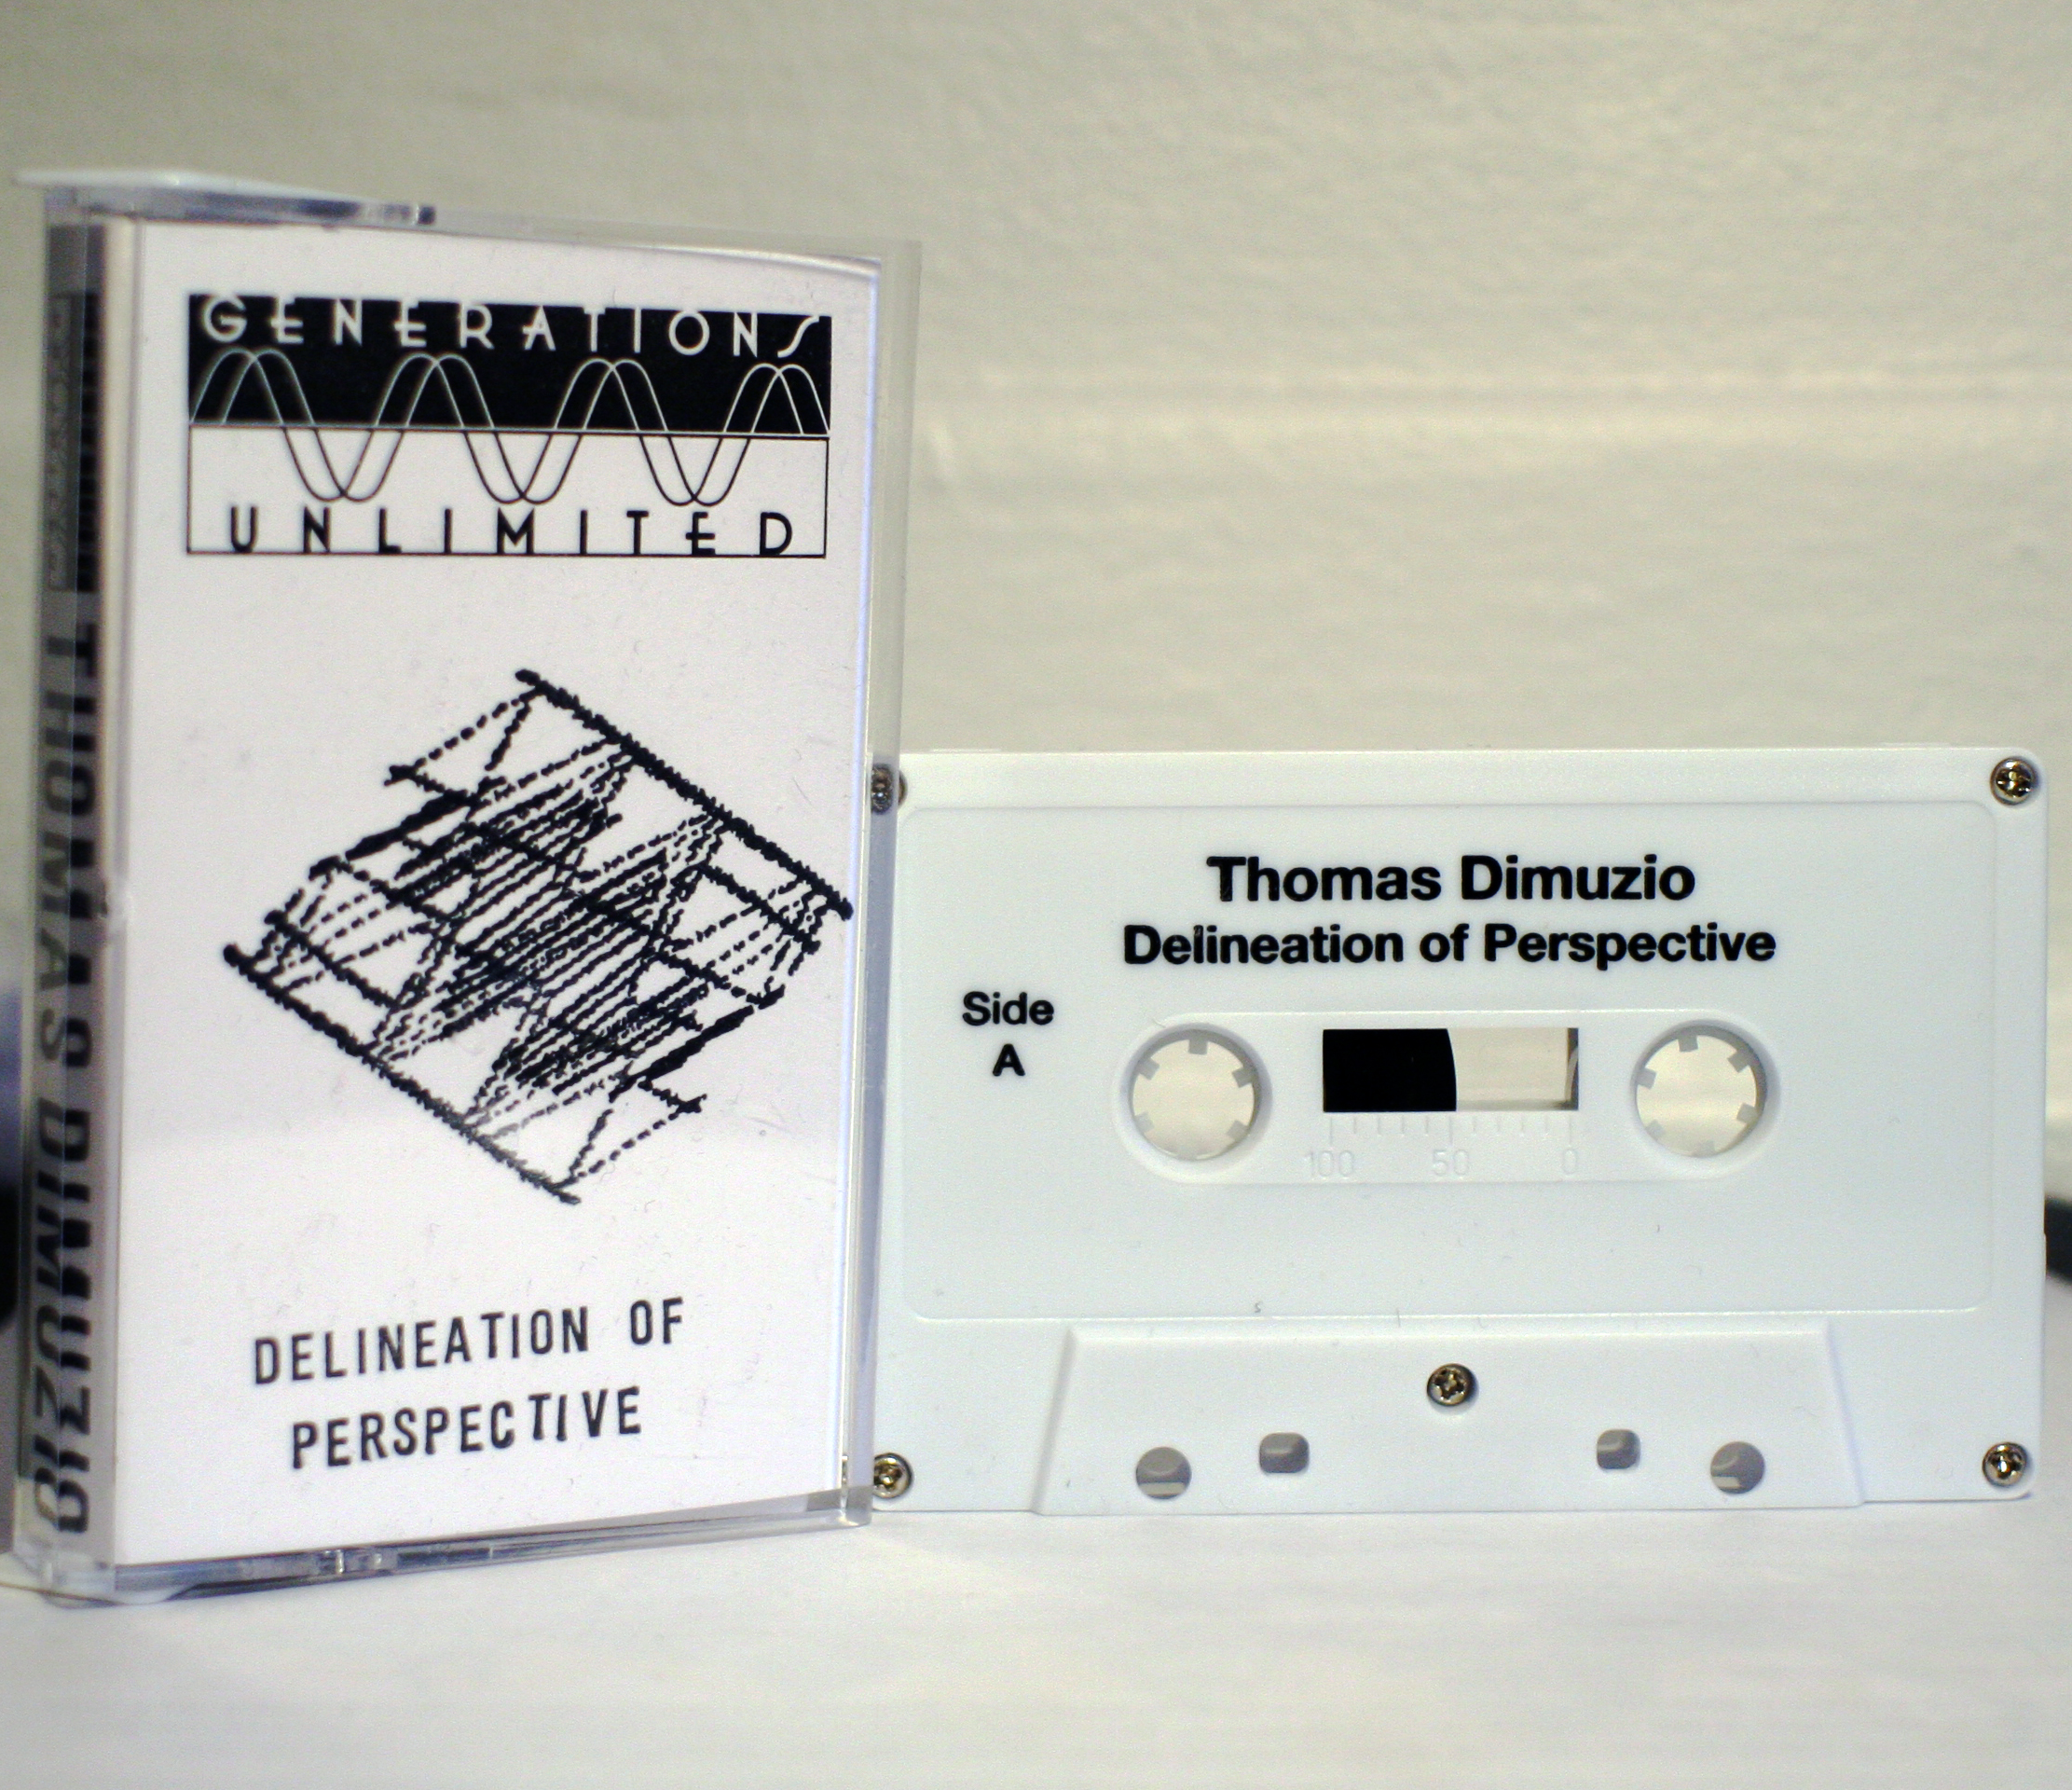 GENERATIONS
UNLIMITED
DELINEATION OF
PERSPECTIVE
THOMAS DIMUZIO
Thomas Dimuzio
Delineation of Perspective
Side
A
100 50 0